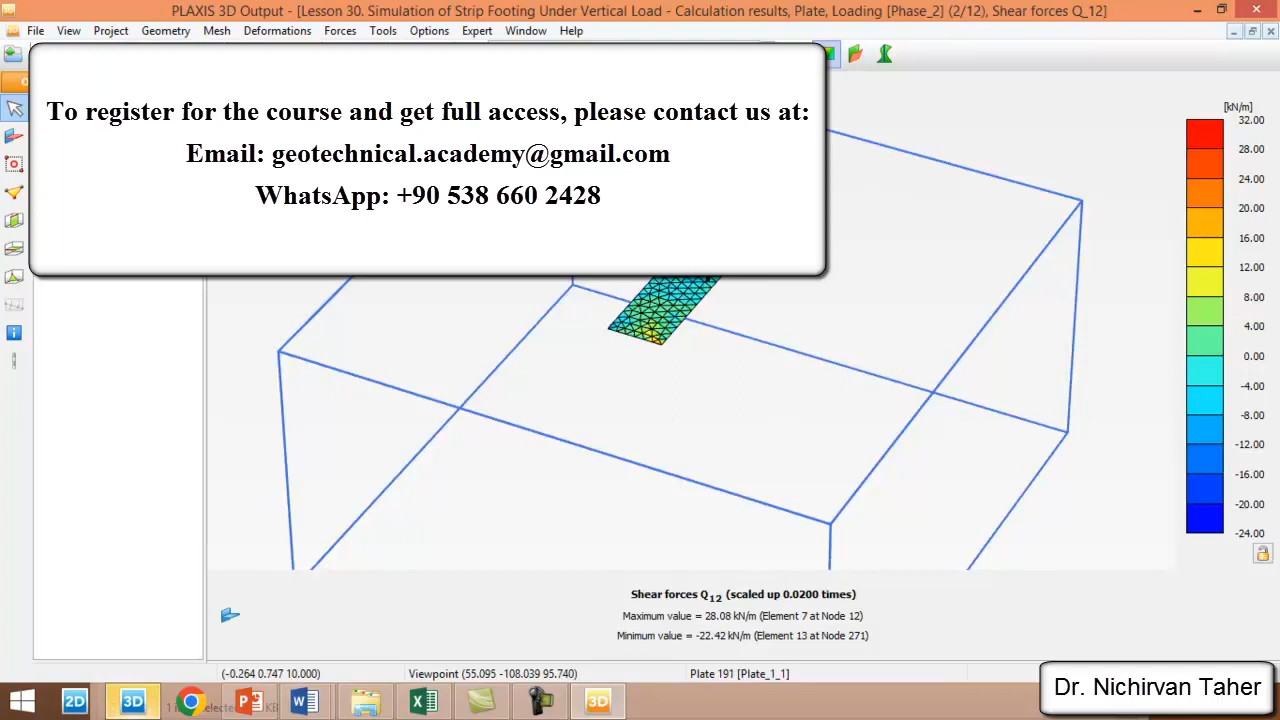 PLAXIS 3D Output - [Lesson 30. Simulation of Strip Footing Under Vertical Load - Calculation results, Plate, Loading [Phase_2] (2/12), Shear forces Q_12]
File View Project Geometry Mesh Deformations Forces Tools Options Expert Window Help
To register for the course and get full access, please contact us at:
Email: geotechnical.academy@gmail.com
WhatsApp: +90 538 660 2428
[kN/m]
32.00
28.00
24.00
20.00
16.00
12.00
8.00
4.00
0.00
-4.00
-8.00
-12.00
-16.00
-20.00
-24.00
Shear forces Q12 (scaled up 0.0200 times)
Maximum value = 28.08 kN/m (Element 7 at Node 12)
Minimum value = -22.42 kN/m (Element 13 at Node 271)
(-0.264 0.747 10.000) Viewpoint (55.095 -108.039 95.740) Plate 191 [Plate_1_1]
Dr. Nichirvan Taher
2D 3D 3D